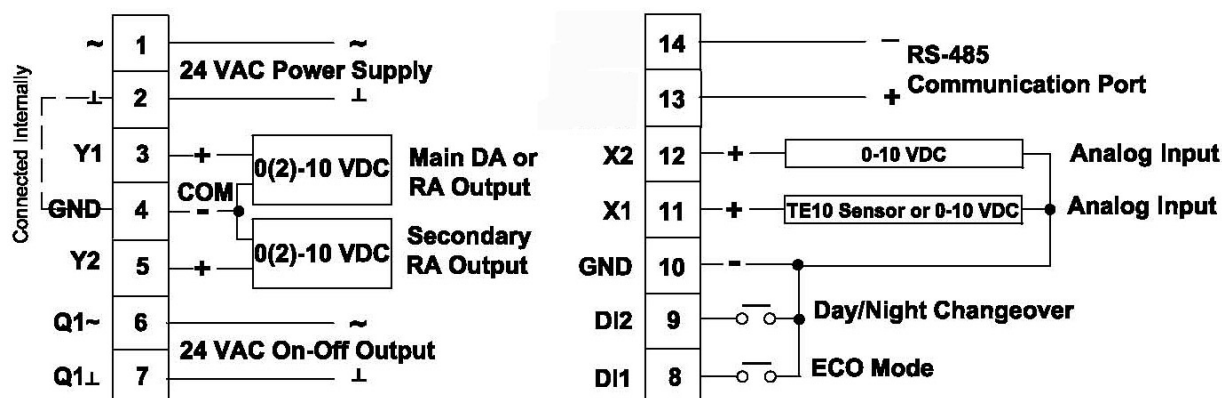 ~ 1 ~
24 VAC Power Supply
⊥ 2 ⊥
Connected Internally
Y1 3 + 0(2)-10 VDC Main DA or
RA Output
COM
GND 4 -
0(2)-10 VDC Secondary
RA Output
Y2 5 +
Q1~ 6 ~
24 VAC On-Off Output
Q1⊥ 7 ⊥
14 –
RS-485
Communication Port
13 +
X2 12 + 0-10 VDC Analog Input
X1 11 + TE10 Sensor or 0-10 VDC Analog Input
GND 10 -
DI2 9 Day/Night Changeover
DI1 8 ECO Mode